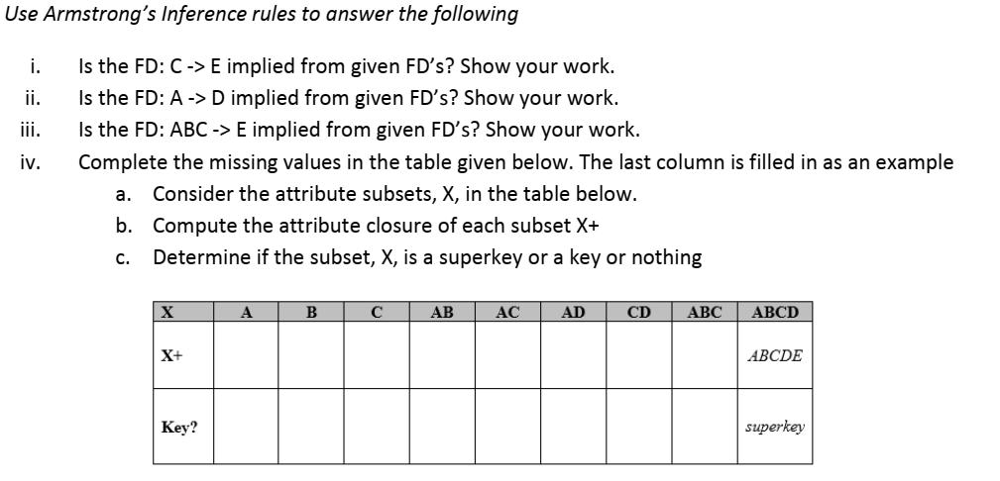 Use Armstrong's Inference rules to answer the following
i. Is the FD: C -> E implied from given FD's? Show your work.
ii. Is the FD: A -> D implied from given FD's? Show your work.
iii. Is the FD: ABC -> E implied from given FD's? Show your work.
iv. Complete the missing values in the table given below. The last column is filled in as an example
a. Consider the attribute subsets, X, in the table below.
b. Compute the attribute closure of each subset X+
c. Determine if the subset, X, is a superkey or a key or nothing
X A B C AB AC AD CD ABC ABCD
X+ ABCDE
Key? superkey